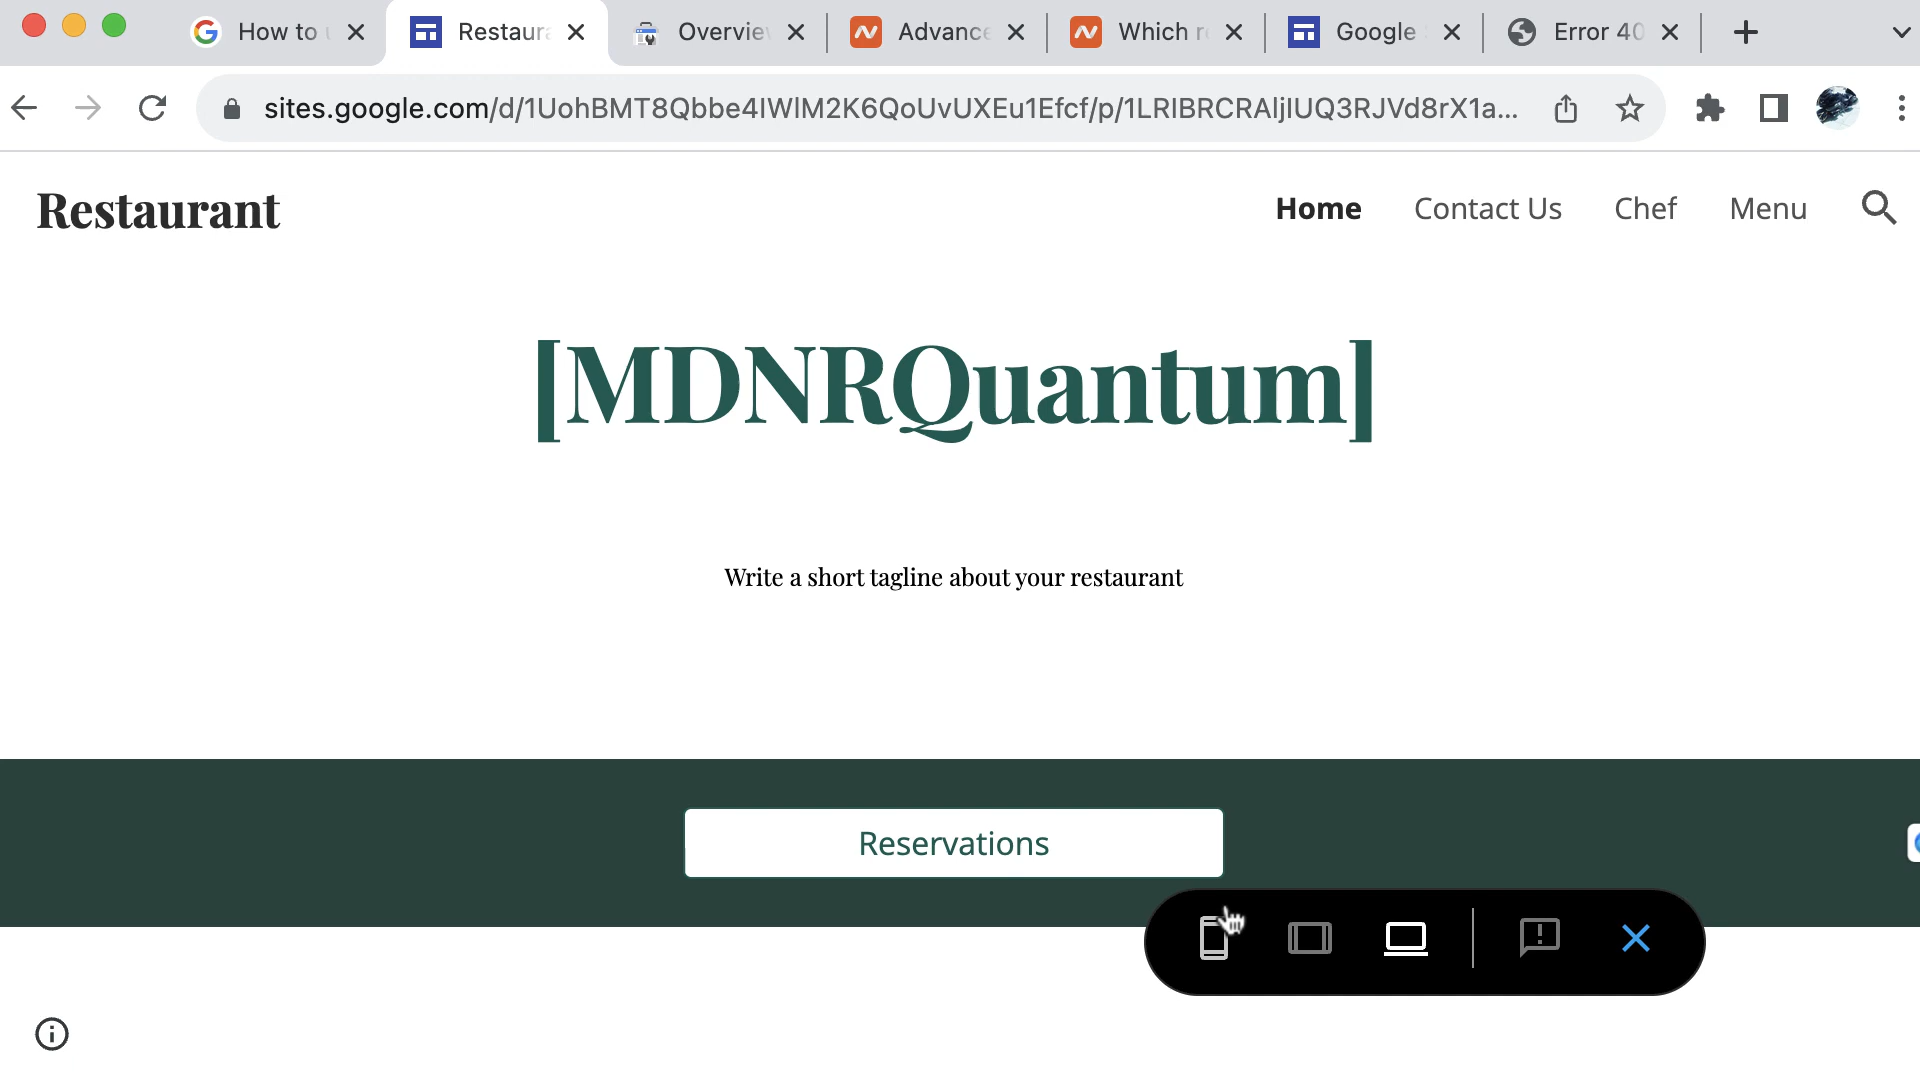 How to
Restaura
Overvie
Advance
Which r
Google
Error 40
sites.google.com/d/1UohBMT8Qbbe4IWlM2K6QoUvUXEu1Efcf/p/1LRIBRCRAljIUQ3RJVd8rX1a...
Restaurant
Home
Contact Us
Chef
Menu
[MDNRQuantum]
Write a short tagline about your restaurant
Reservations